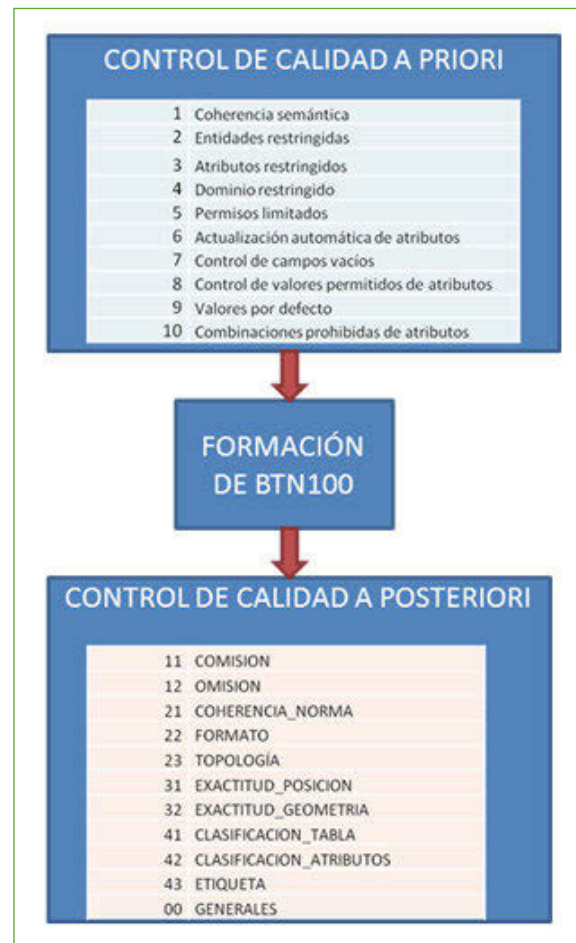 CONTROL DE CALIDAD A PRIORI
1 Coherencia semántica
2 Entidades restringidas
3 Atributos restringidos
4 Dominio restringido
5 Permisos limitados
6 Actualización automática de atributos
7 Control de campos vacíos
8 Control de valores permitidos de atributos
9 Valores por defecto
10 Combinaciones prohibidas de atributos
FORMACIÓN
DE BTN100
CONTROL DE CALIDAD A POSTERIORI
11 COMISION
12 OMISION
21 COHERENCIA_NORMA
22 FORMATO
23 TOPOLOGÍA
31 EXACTITUD_POSICION
32 EXACTITUD_GEOMETRIA
41 CLASIFICACION_TABLA
42 CLASIFICACION_ATRIBUTOS
43 ETIQUETA
00 GENERALES